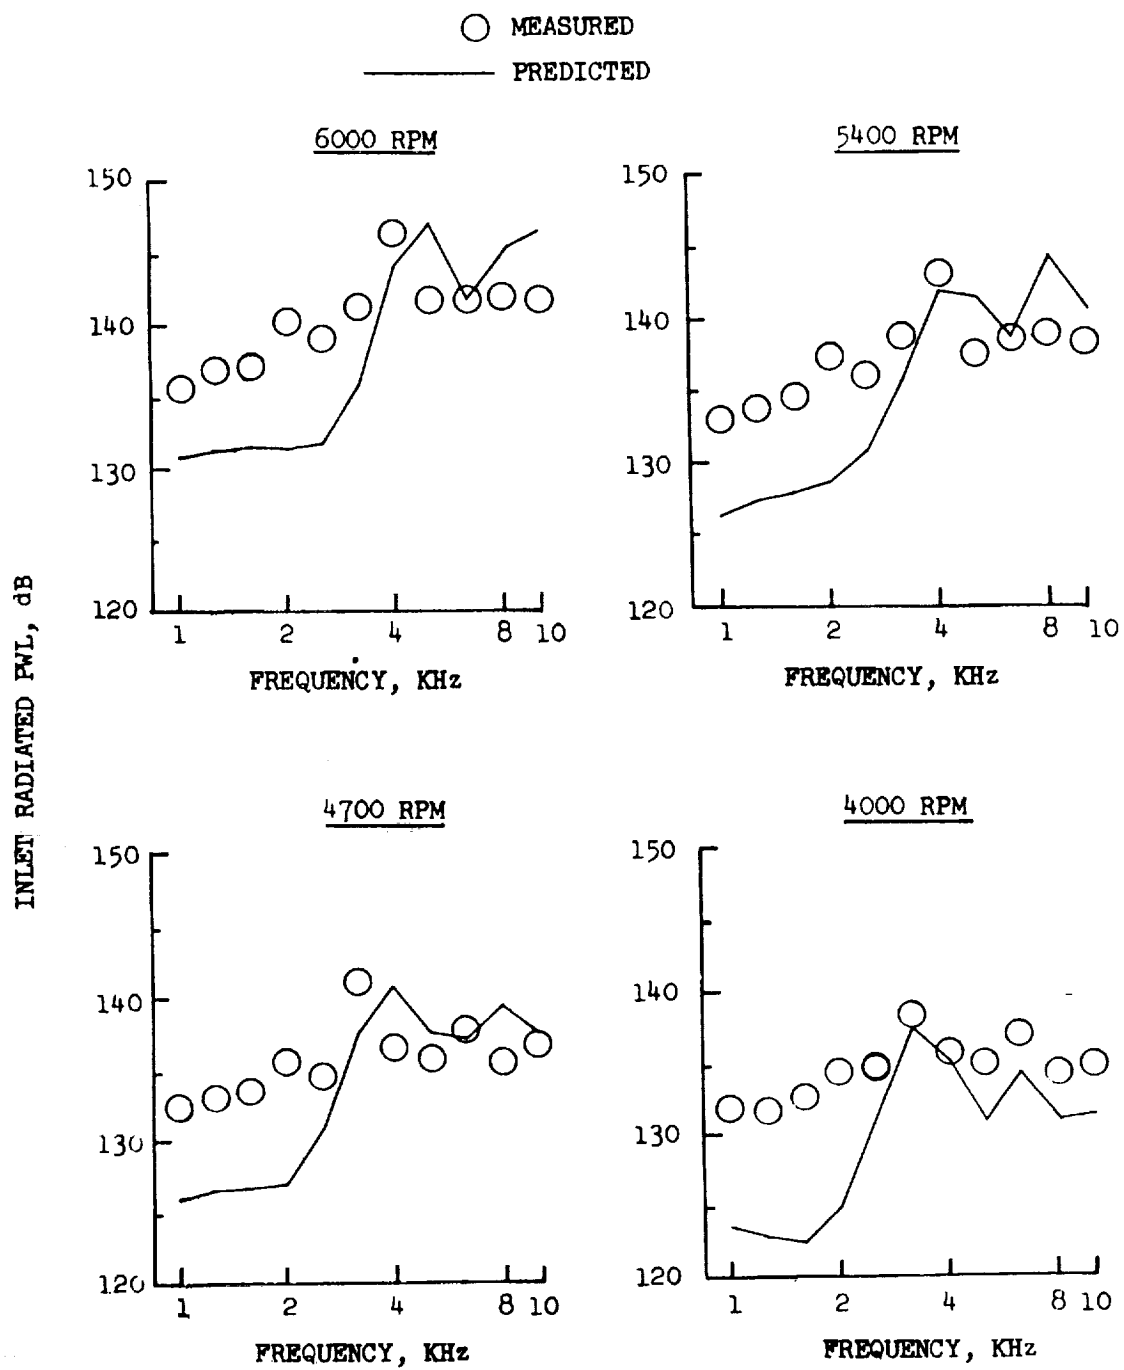 MEASURED
PREDICTED
6000 RPM
150
140
130
120
1 2 4 8 10
FREQUENCY, KHz
5400 RPM
150
140
130
120
1 2 4 8 10
FREQUENCY, KHz
INLET RADIATED PWL, dB
4700 RPM
150
140
130
120
1 2 4 8 10
FREQUENCY, KHz
4000 RPM
150
140
130
120
1 2 4 8 10
FREQUENCY, KHz